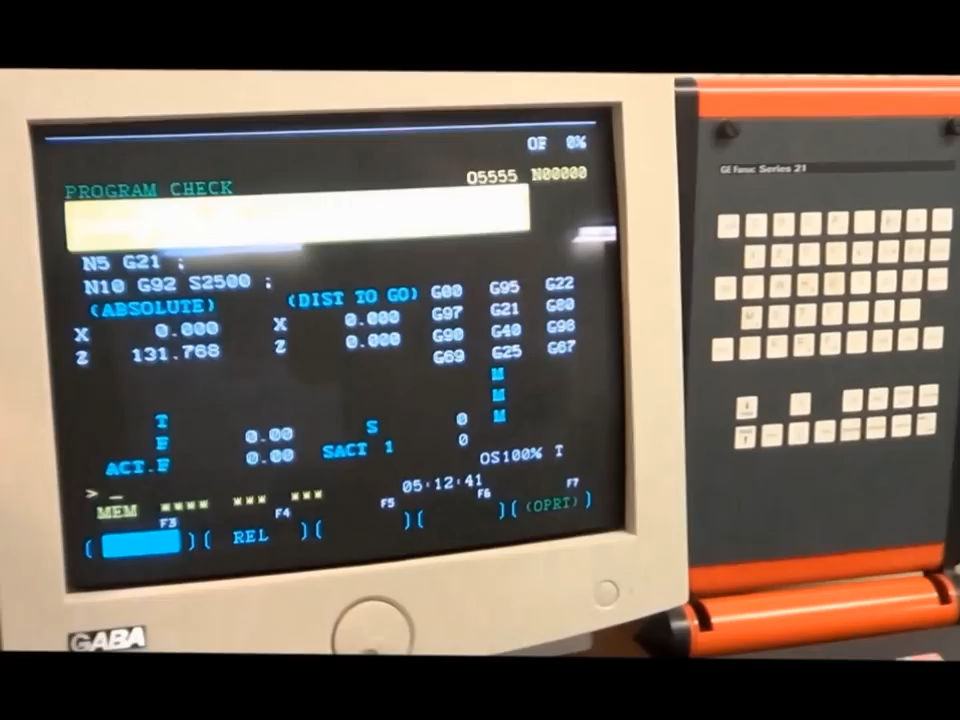 OF 0%
PROGRAM CHECK O5555 N00000
N5 G21 ;
N10 G92 S2500 ;
(ABSOLUTE) (DIST TO GO) G00 G95 G22
X 0.000 X 0.000 G97 G21 G80
Z 131.768 Z 0.000 G90 G40 G98
G69 G25 G67
M
M
T S 0 M
F 0.00 0
ACT.F 0.00 SACT 1
OS100% T
> _ 05:12:41
MEM **** *** ***
F3 F4 F5 F6 F7
( )( REL )( )( )( (OPRT) )
GABA
GE Fanuc Series 21